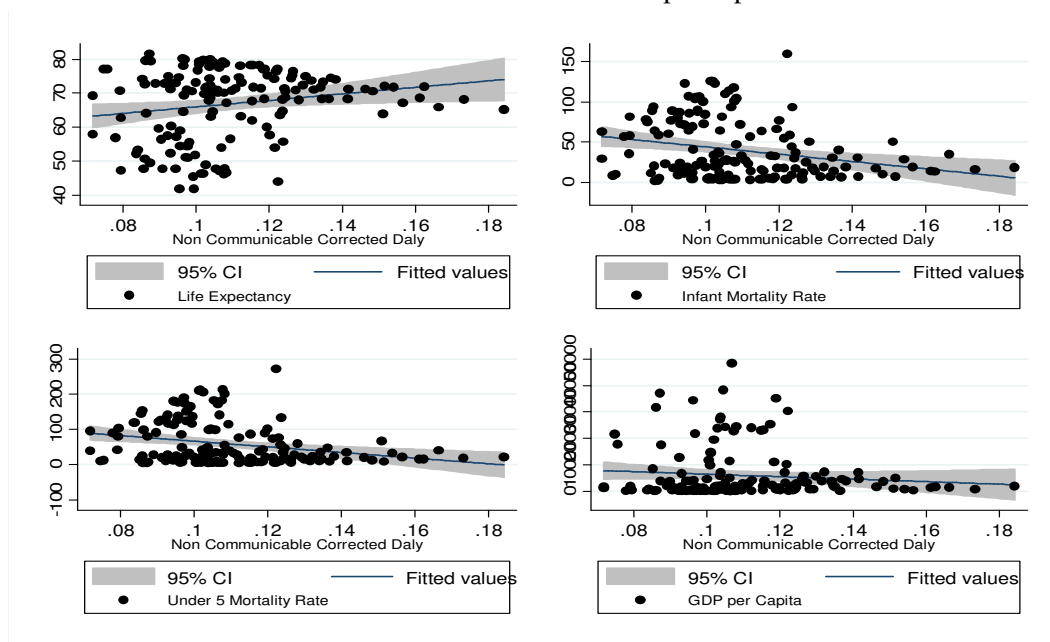 80
70
60
50
40
.08 .1 .12 .14 .16 .18
Non Communicable Corrected Daly
95% CI Fitted values
Life Expectancy
150
100
50
0
.08 .1 .12 .14 .16 .18
Non Communicable Corrected Daly
95% CI Fitted values
Infant Mortality Rate
300
200
100
0
-100
.08 .1 .12 .14 .16 .18
Non Communicable Corrected Daly
95% CI Fitted values
Under 5 Mortality Rate
.08 .1 .12 .14 .16 .18
Non Communicable Corrected Daly
95% CI Fitted values
GDP per Capita